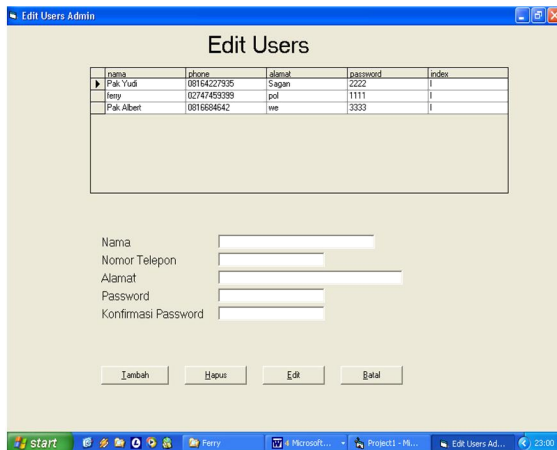 Edit Users Admin
Edit Users
nama phone alamat password index
Pak Yudi 08164227935 Sagan 2222 I
ferry 02747459399 pol 1111 I
Pak Albert 0816684642 we 3333 I
Nama
Nomor Telepon
Alamat
Password
Konfirmasi Password
Tambah Hapus Edit Batal
start Ferry 4 Microsoft... Project1 - Mi... Edit Users Ad... 23:00